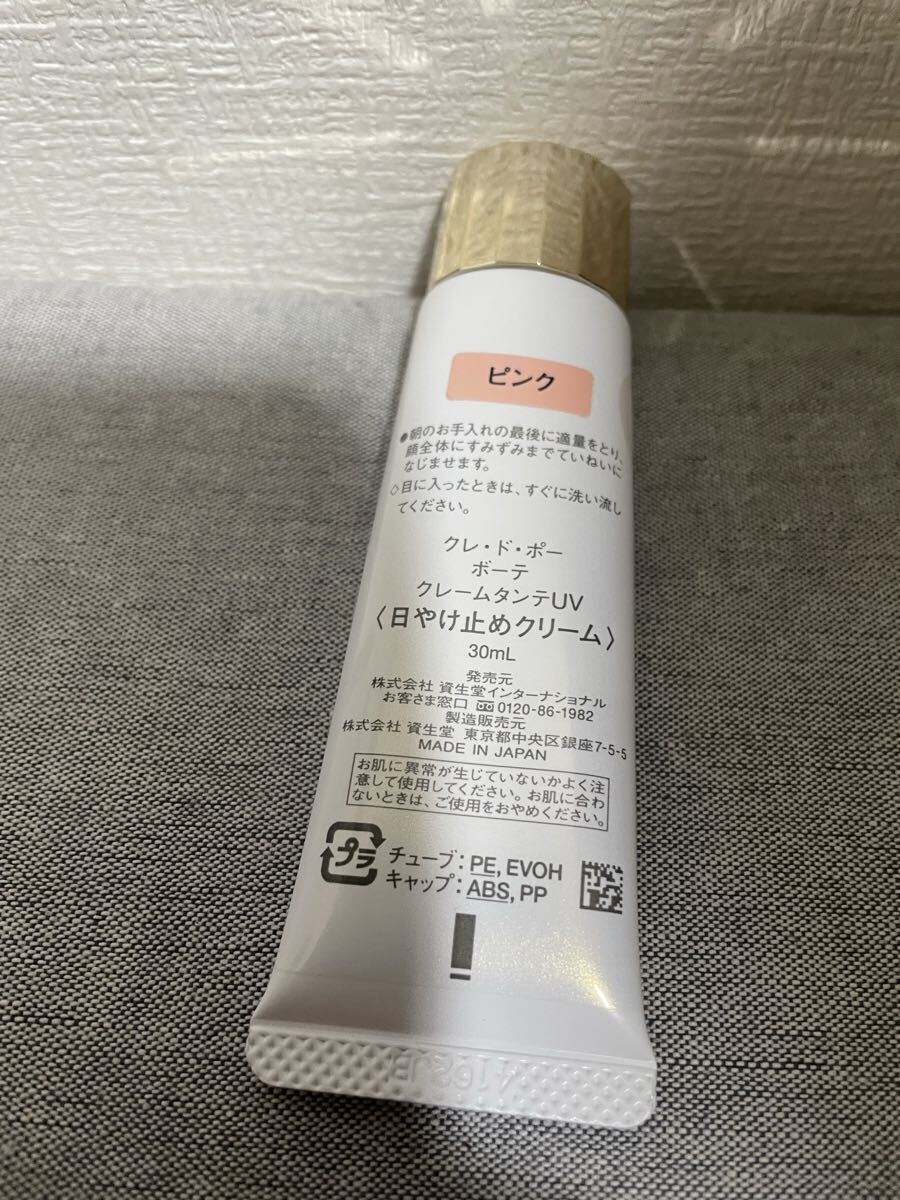 ピンク
●朝のお手入れの最後に適量をとり、
顔全体にすみずみまでていねいに
なじませます。
◇目に入ったときは、すぐに洗い流し
てください。
クレ・ド・ポー
ボーテ
クレームタンテUV
〈日やけ止めクリーム〉
30mL
発売元
株式会社 資生堂インターナショナル
お客さま窓口 0120-86-1982
製造販売元
株式会社 資生堂 東京都中央区銀座7-5-5
MADE IN JAPAN
お肌に異常が生じていないかよく注
意して使用してください。お肌に合わ
ないときは、ご使用をおやめください。
プラ
チューブ:PE, EVOH
キャップ:ABS, PP